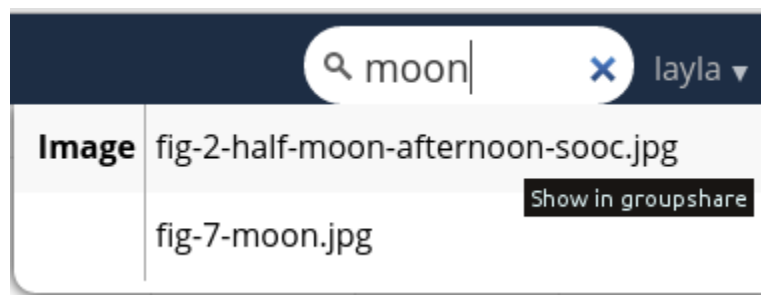 moon
layla ▼
Image
fig-2-half-moon-afternoon-sooc.jpg
Show in groupshare
fig-7-moon.jpg